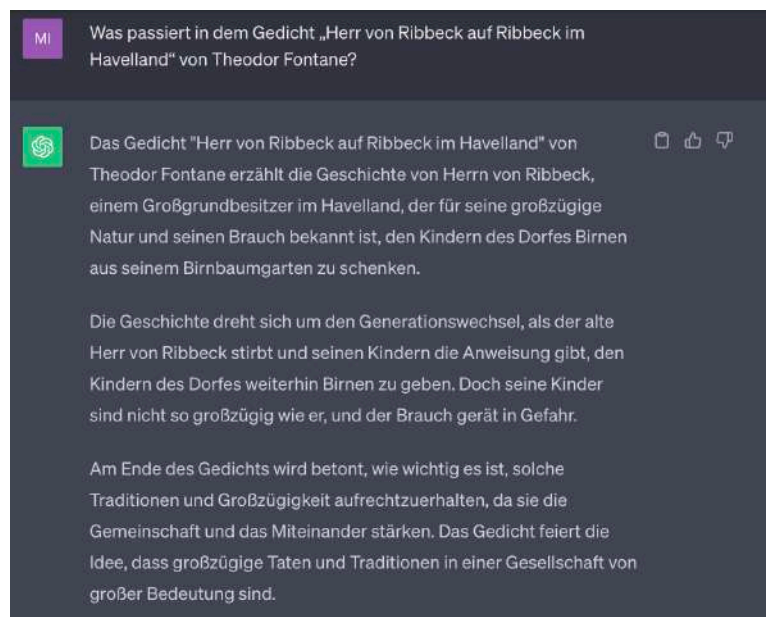 MI
Was passiert in dem Gedicht „Herr von Ribbeck auf Ribbeck im
Havelland“ von Theodor Fontane?
Das Gedicht "Herr von Ribbeck auf Ribbeck im Havelland" von
Theodor Fontane erzählt die Geschichte von Herrn von Ribbeck,
einem Großgrundbesitzer im Havelland, der für seine großzügige
Natur und seinen Brauch bekannt ist, den Kindern des Dorfes Birnen
aus seinem Birnbaumgarten zu schenken.
Die Geschichte dreht sich um den Generationswechsel, als der alte
Herr von Ribbeck stirbt und seinen Kindern die Anweisung gibt, den
Kindern des Dorfes weiterhin Birnen zu geben. Doch seine Kinder
sind nicht so großzügig wie er, und der Brauch gerät in Gefahr.
Am Ende des Gedichts wird betont, wie wichtig es ist, solche
Traditionen und Großzügigkeit aufrechtzuerhalten, da sie die
Gemeinschaft und das Miteinander stärken. Das Gedicht feiert die
Idee, dass großzügige Taten und Traditionen in einer Gesellschaft von
großer Bedeutung sind.